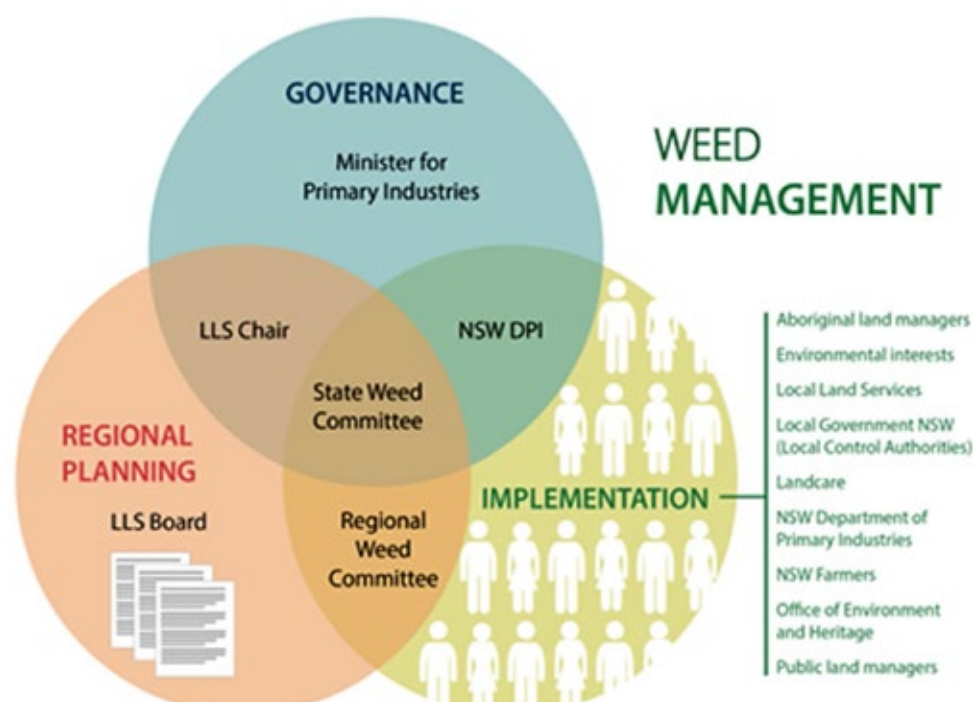 GOVERNANCE
Minister for
Primary Industries
WEED
MANAGEMENT
LLS Chair
NSW DPI
State Weed
Committee
REGIONAL
PLANNING
LLS Board
Regional
Weed
Committee
IMPLEMENTATION
Aboriginal land managers
Environmental interests
Local Land Services
Local Government NSW
(Local Control Authorities)
Landcare
NSW Department of
Primary Industries
NSW Farmers
Office of Environment
and Heritage
Public land managers